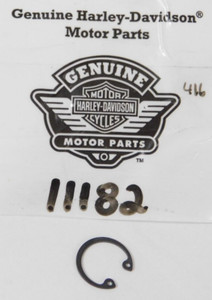 Genuine Harley-Davidson®
Motor Parts
GENUINE
416
MOTOR
HARLEY-DAVIDSON
CYCLES
MOTOR PARTS
TM
11182